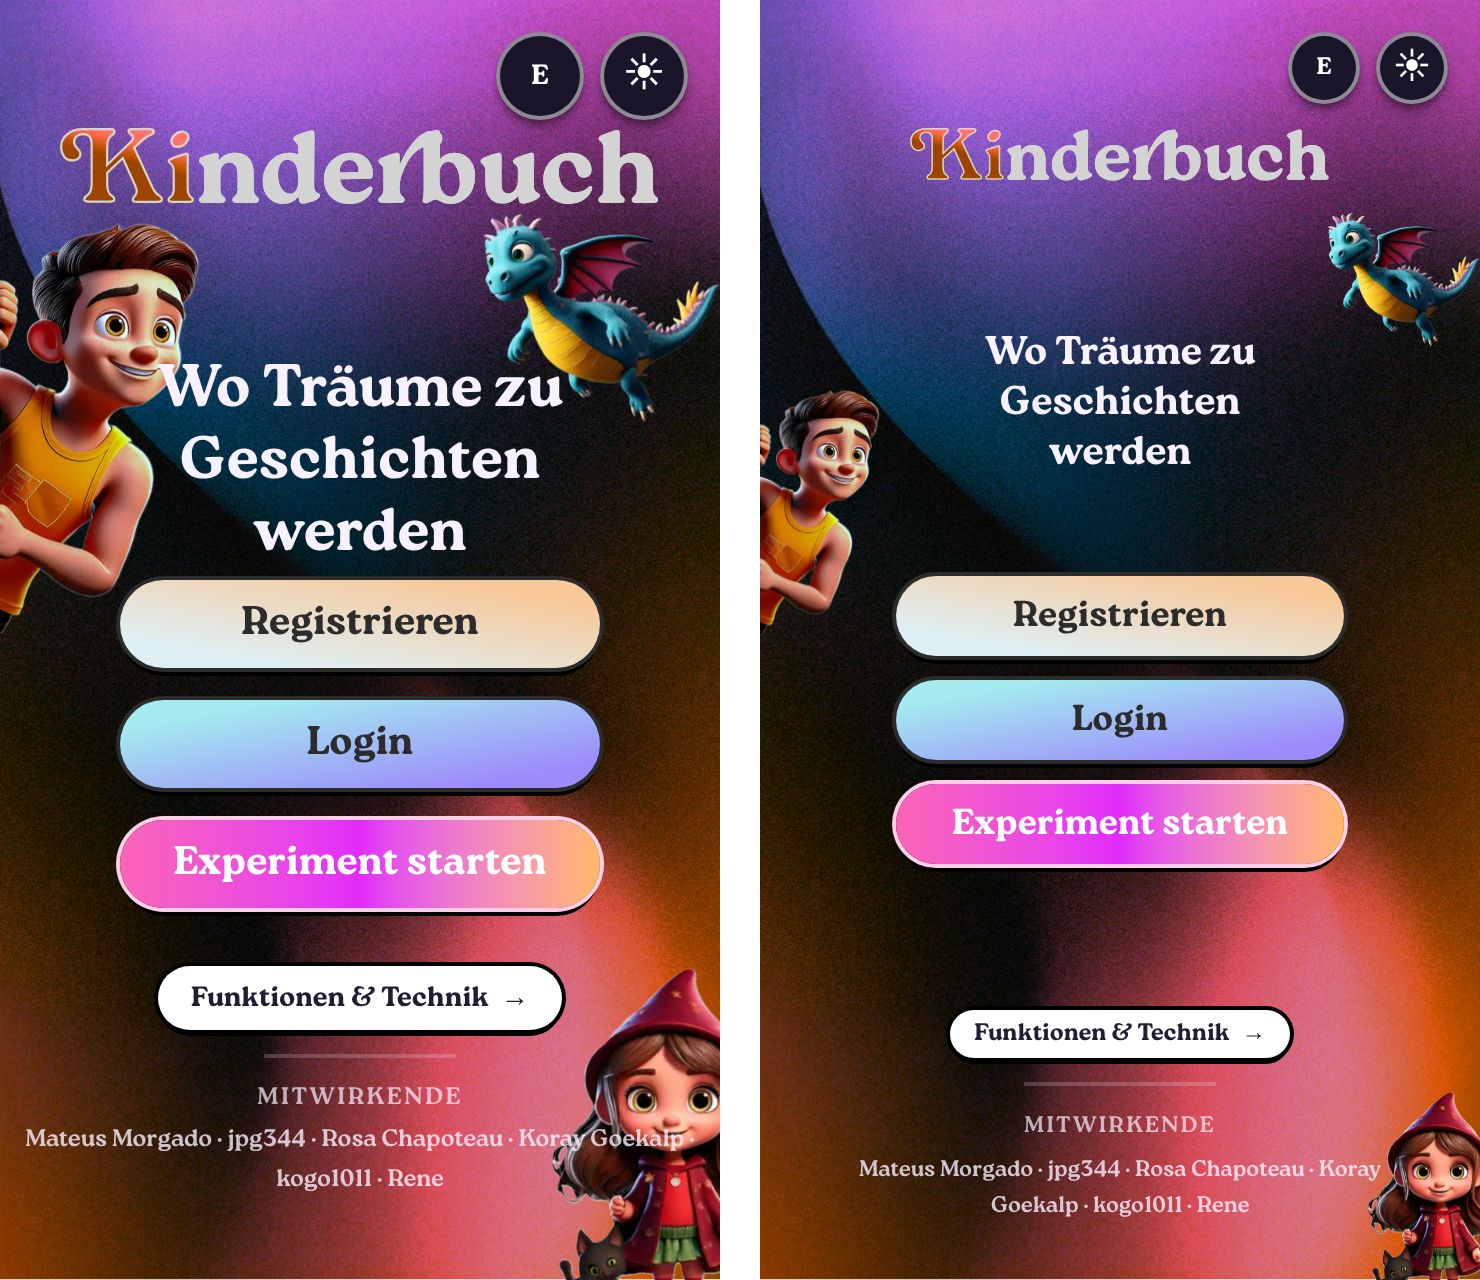 E
Kinderbuch
Wo Träume zu
Geschichten
werden
Registrieren
Login
Experiment starten
Funktionen & Technik →
MITWIRKENDE
Mateus Morgado · jpg344 · Rosa Chapoteau · Koray Goekalp ·
kogo1011 · Rene
E
Kinderbuch
Wo Träume zu
Geschichten
werden
Registrieren
Login
Experiment starten
Funktionen & Technik →
MITWIRKENDE
Mateus Morgado · jpg344 · Rosa Chapoteau · Koray
Goekalp · kogo1011 · Rene